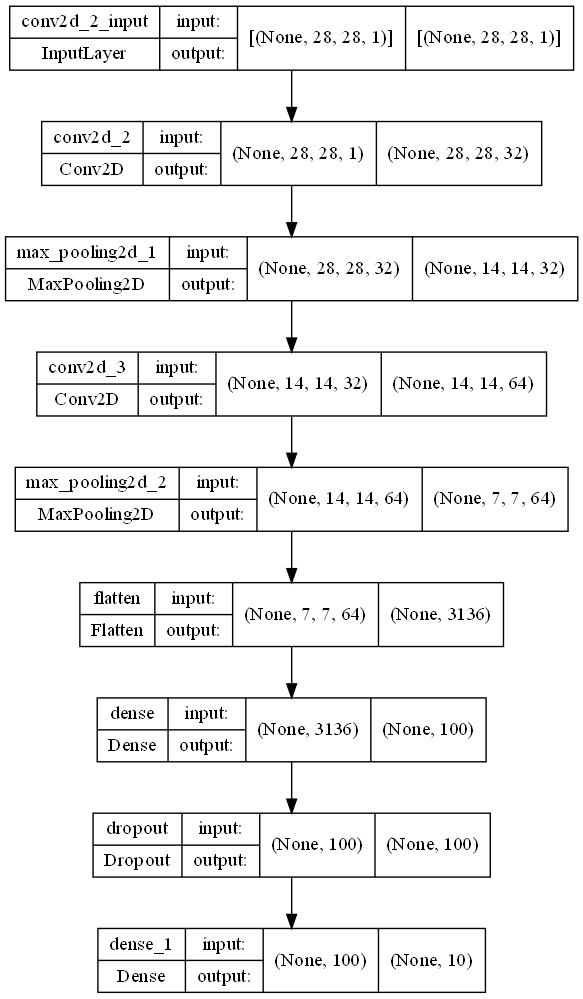 conv2d_2_input input: [(None, 28, 28, 1)] [(None, 28, 28, 1)]
InputLayer output:
conv2d_2 input: (None, 28, 28, 1) (None, 28, 28, 32)
Conv2D output:
max_pooling2d_1 input: (None, 28, 28, 32) (None, 14, 14, 32)
MaxPooling2D output:
conv2d_3 input: (None, 14, 14, 32) (None, 14, 14, 64)
Conv2D output:
max_pooling2d_2 input: (None, 14, 14, 64) (None, 7, 7, 64)
MaxPooling2D output:
flatten input: (None, 7, 7, 64) (None, 3136)
Flatten output:
dense input: (None, 3136) (None, 100)
Dense output:
dropout input: (None, 100) (None, 100)
Dropout output:
dense_1 input: (None, 100) (None, 10)
Dense output: